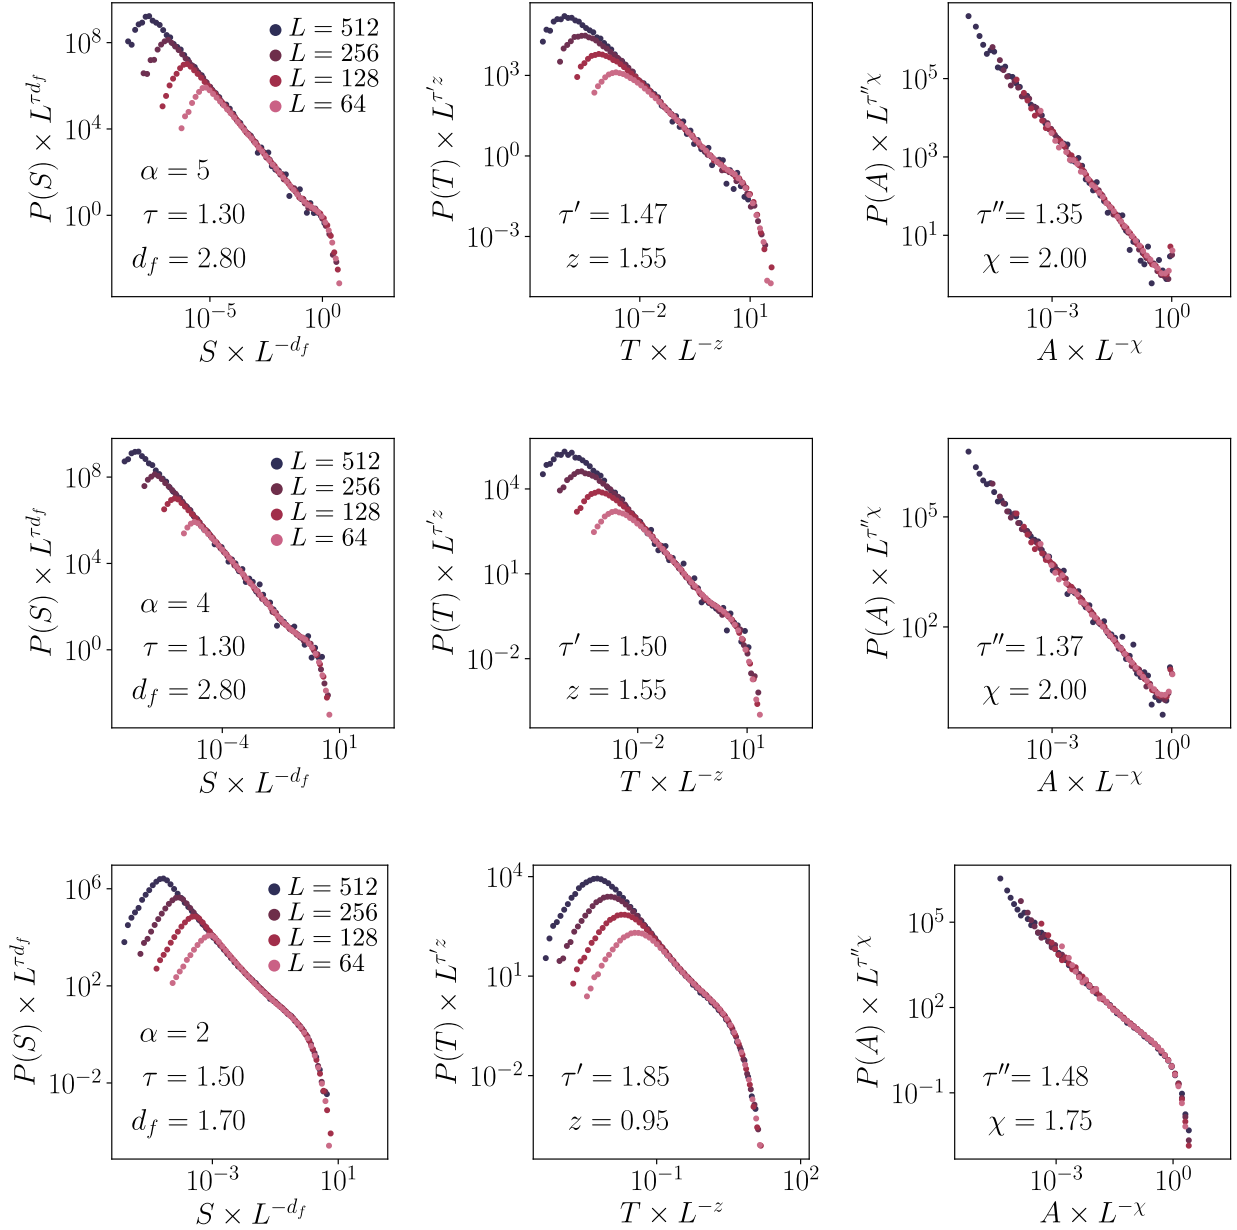 P(S) × L^{τd_f}
10^8
10^4
10^0
L = 512
L = 256
L = 128
L = 64
α = 5
τ = 1.30
d_f = 2.80
10^{-5}
10^0
S × L^{-d_f}
P(T) × L^{τ′z}
10^3
10^0
10^{-3}
τ′ = 1.47
z = 1.55
10^{-2}
10^1
T × L^{-z}
P(A) × L^{τ″χ}
10^5
10^3
10^1
τ″= 1.35
χ = 2.00
10^{-3}
10^0
A × L^{-χ}
P(S) × L^{τd_f}
10^8
10^4
10^0
L = 512
L = 256
L = 128
L = 64
α = 4
τ = 1.30
d_f = 2.80
10^{-4}
10^1
S × L^{-d_f}
P(T) × L^{τ′z}
10^4
10^1
10^{-2}
τ′ = 1.50
z = 1.55
10^{-2}
10^1
T × L^{-z}
P(A) × L^{τ″χ}
10^5
10^2
τ″= 1.37
χ = 2.00
10^{-3}
10^0
A × L^{-χ}
P(S) × L^{τd_f}
10^6
10^2
10^{-2}
L = 512
L = 256
L = 128
L = 64
α = 2
τ = 1.50
d_f = 1.70
10^{-3}
10^1
S × L^{-d_f}
P(T) × L^{τ′z}
10^4
10^1
10^{-2}
τ′ = 1.85
z = 0.95
10^{-1}
10^2
T × L^{-z}
P(A) × L^{τ″χ}
10^5
10^2
10^{-1}
τ″= 1.48
χ = 1.75
10^{-3}
10^0
A × L^{-χ}